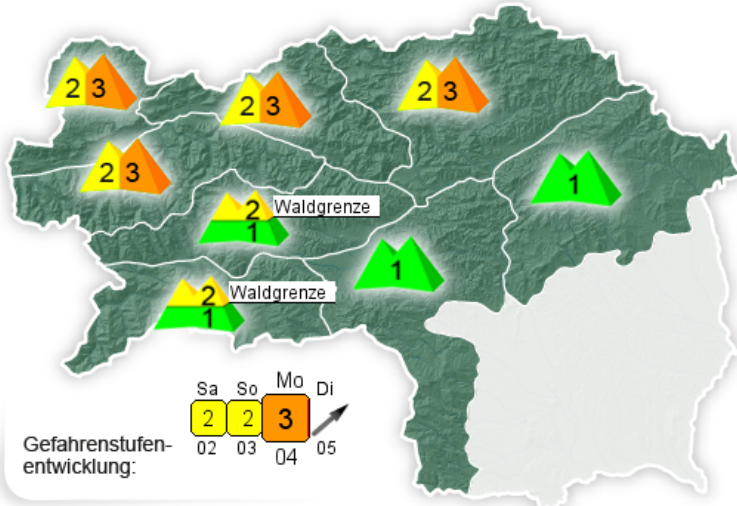 2 3
2 3
2 3
2 3
1
2 Waldgrenze
1
1
2 Waldgrenze
1
Sa So Mo Di
2 2 3
02 03 04 05
Gefahrenstufen-
entwicklung: